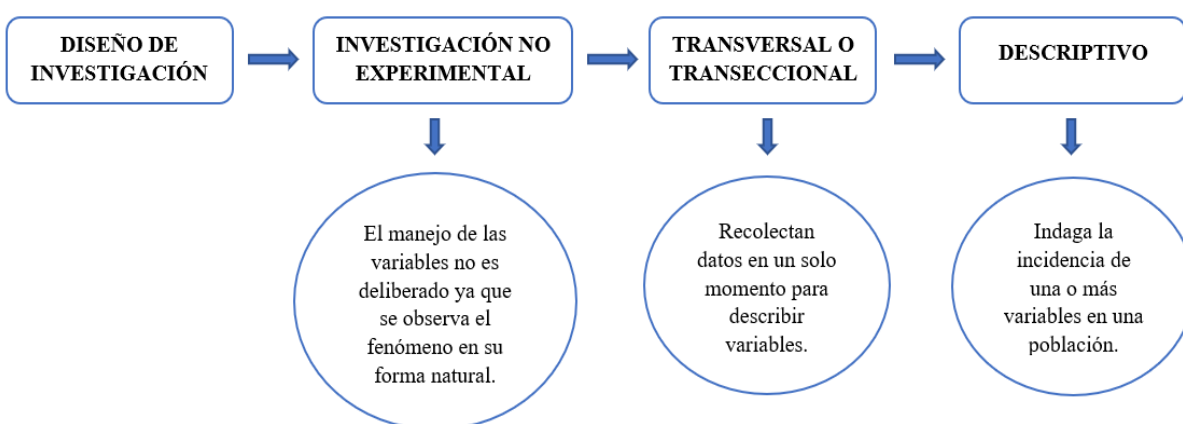 DISEÑO DE
INVESTIGACIÓN
INVESTIGACIÓN NO
EXPERIMENTAL
TRANSVERSAL O
TRANSECCIONAL
DESCRIPTIVO
El manejo de las
variables no es
deliberado ya que
se observa el
fenómeno en su
forma natural.
Recolectan
datos en un solo
momento para
describir
variables.
Indaga la
incidencia de
una o más
variables en una
población.